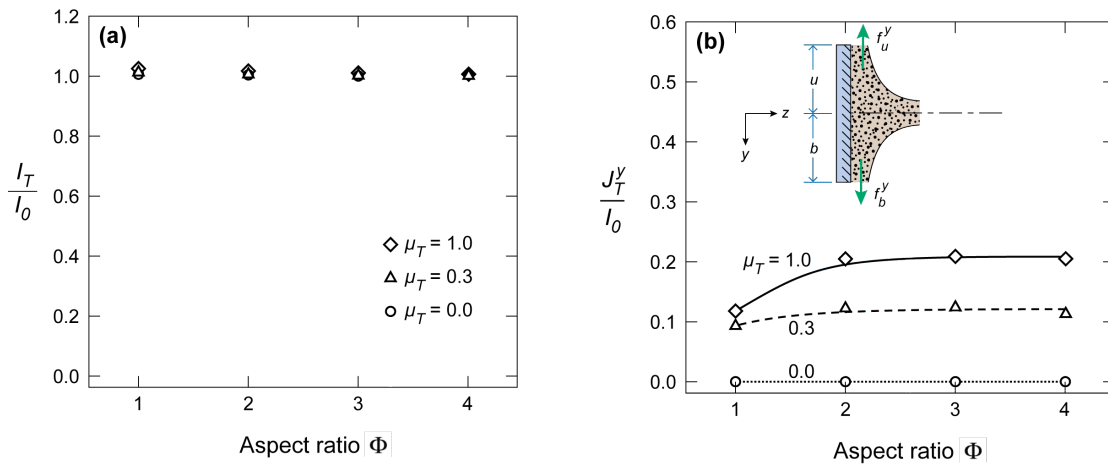 (a)
1.2
1.0
0.8
0.6
0.4
0.2
0.0
I_T
I_0
μ_T = 1.0
μ_T = 0.3
μ_T = 0.0
1 2 3 4
Aspect ratio Φ
(b)
0.6
0.5
0.4
0.3
0.2
0.1
0.0
J_T^y
I_0
u
b
z
y
f_u^y
f_b^y
μ_T = 1.0
0.3
0.0
1 2 3 4
Aspect ratio Φ